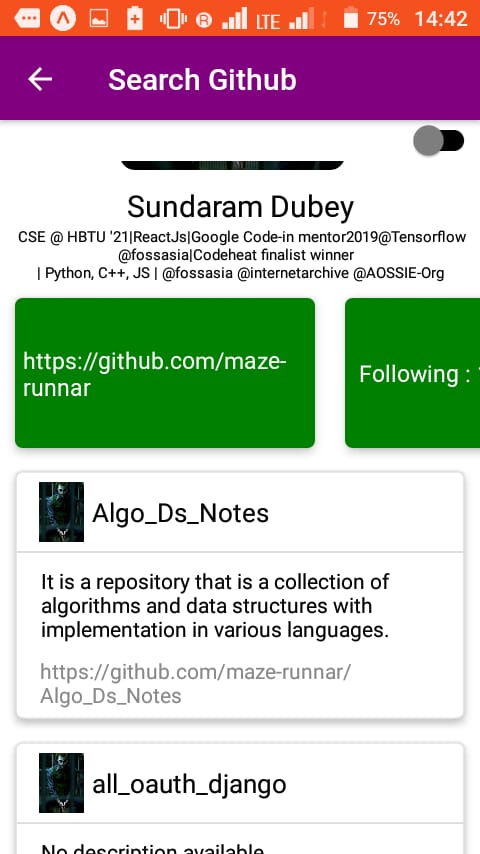 R LTE 75% 14:42
Search Github
Sundaram Dubey
CSE @ HBTU '21|ReactJs|Google Code-in mentor2019@Tensorflow
@fossasia|Codeheat finalist winner
| Python, C++, JS | @fossasia @internetarchive @AOSSIE-Org
https://github.com/maze-
runnar
Following :
Algo_Ds_Notes
It is a repository that is a collection of
algorithms and data structures with
implementation in various languages.
https://github.com/maze-runnar/
Algo_Ds_Notes
all_oauth_django
No description available